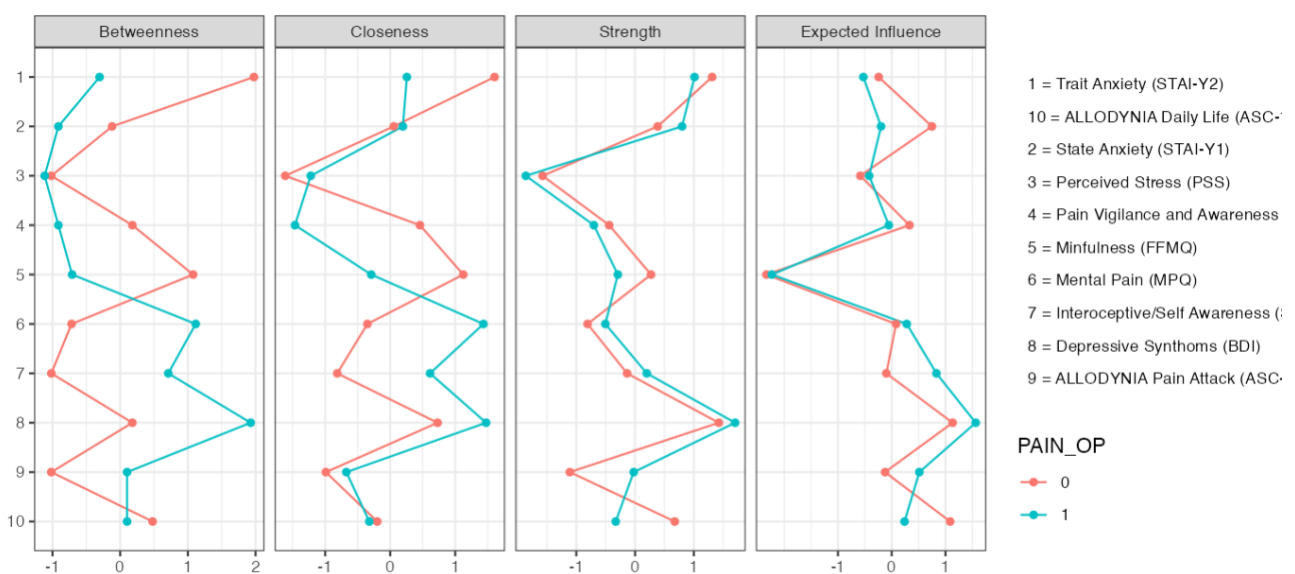 Betweenness Closeness Strength Expected Influence
1
2
3
4
5
6
7
8
9
10
-1 0 1 2 -1 0 1 -1 0 1 -1 0 1
1 = Trait Anxiety (STAI-Y2)
10 = ALLODYNIA Daily Life (ASC-
2 = State Anxiety (STAI-Y1)
3 = Perceived Stress (PSS)
4 = Pain Vigilance and Awareness
5 = Minfulness (FFMQ)
6 = Mental Pain (MPQ)
7 = Interoceptive/Self Awareness (
8 = Depressive Synthoms (BDI)
9 = ALLODYNIA Pain Attack (ASC-
PAIN_OP
0
1